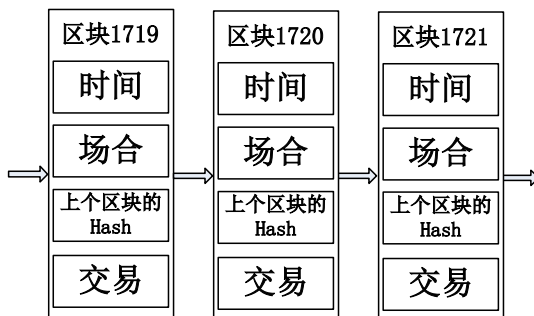 区块1719
时间
场合
上个区块的
Hash
交易
区块1720
时间
场合
上个区块的
Hash
交易
区块1721
时间
场合
上个区块的
Hash
交易